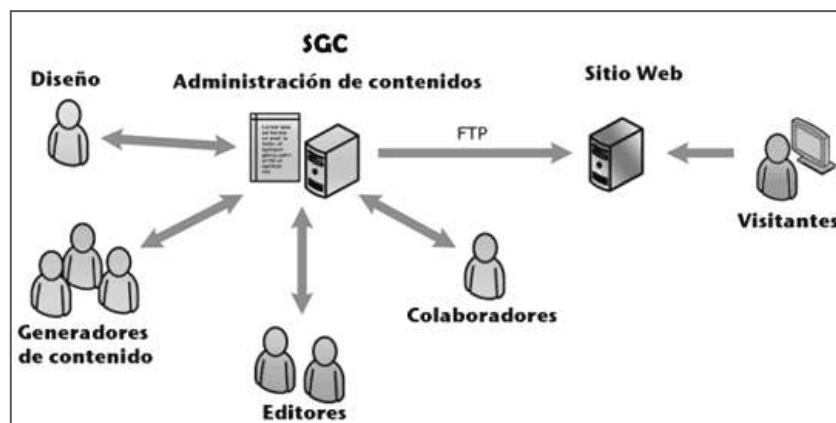 SGC
Administración de contenidos
Diseño
Sitio Web
FTP
Visitantes
Colaboradores
Generadores
de contenido
Editores